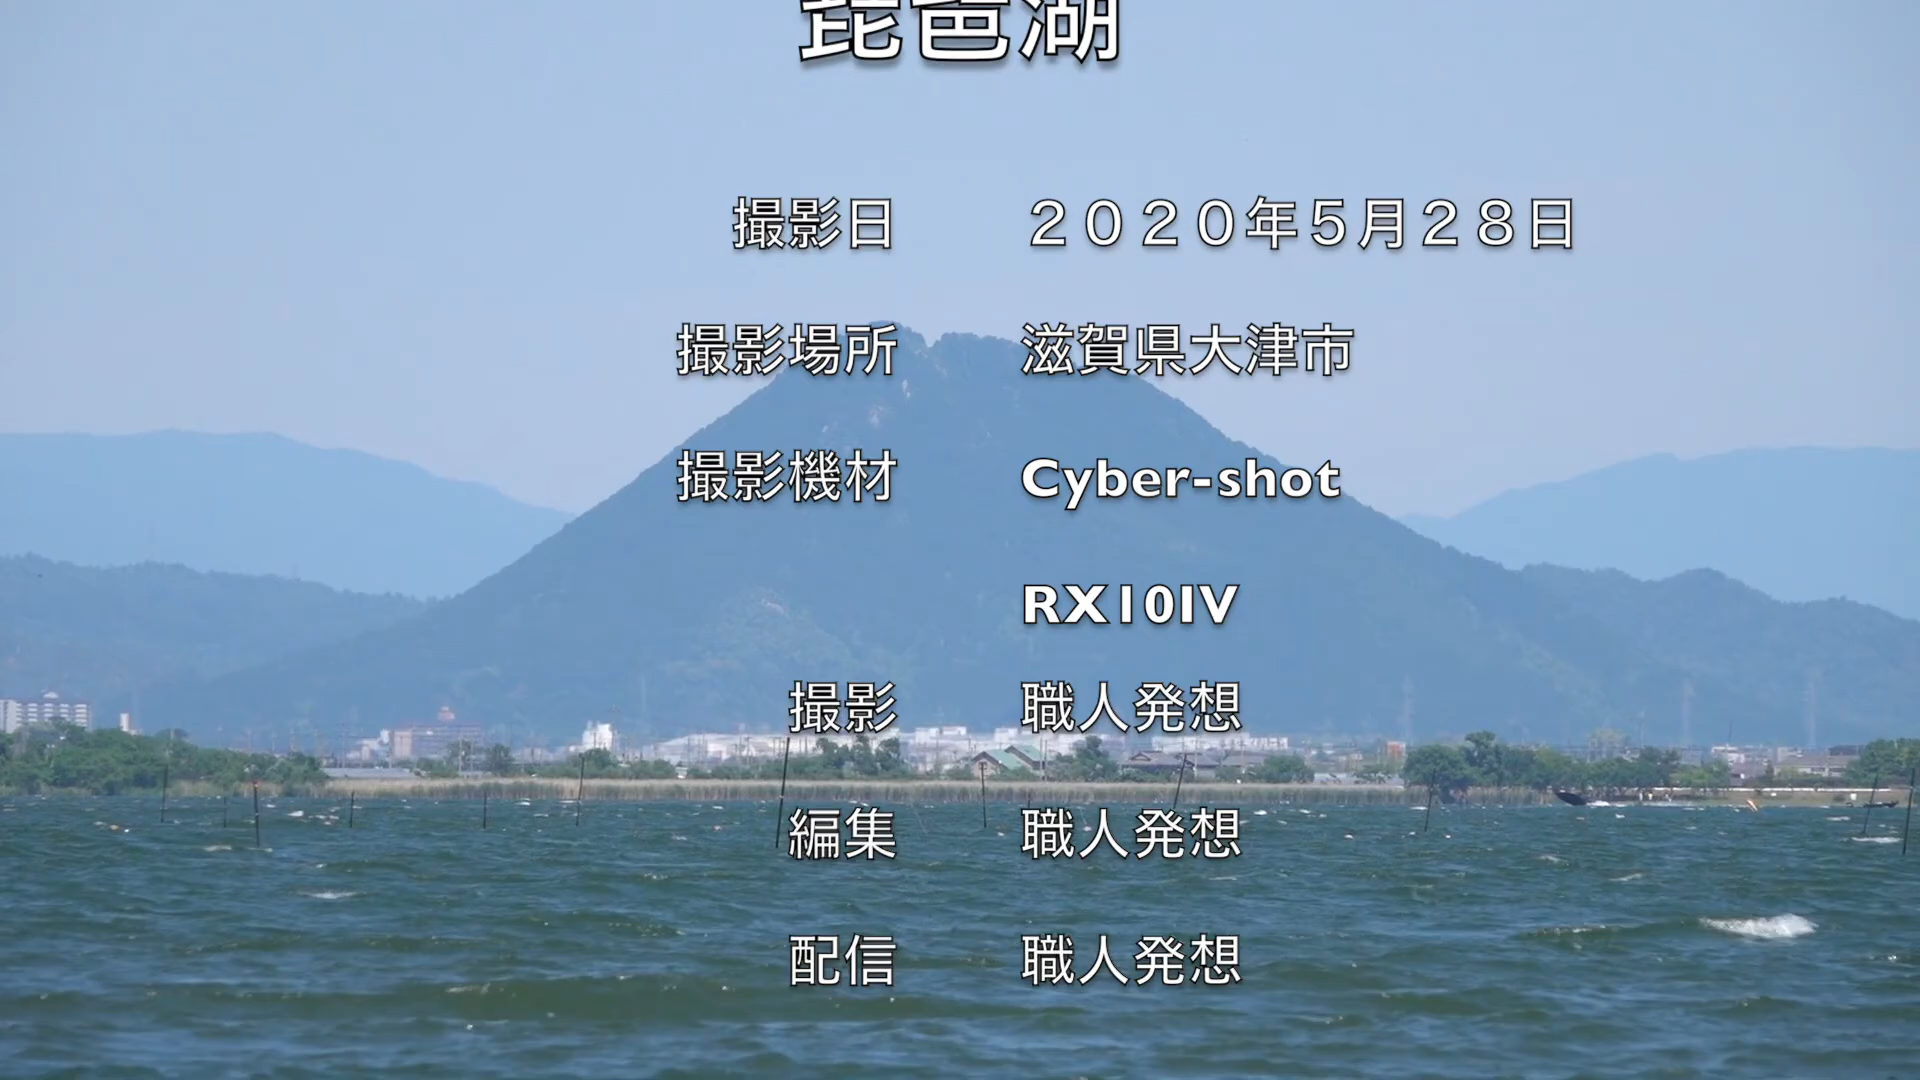 琵琶湖
撮影日 ２０２０年５月２８日
撮影場所 滋賀県大津市
撮影機材 Cyber-shot
RX10IV
撮影 職人発想
編集 職人発想
配信 職人発想